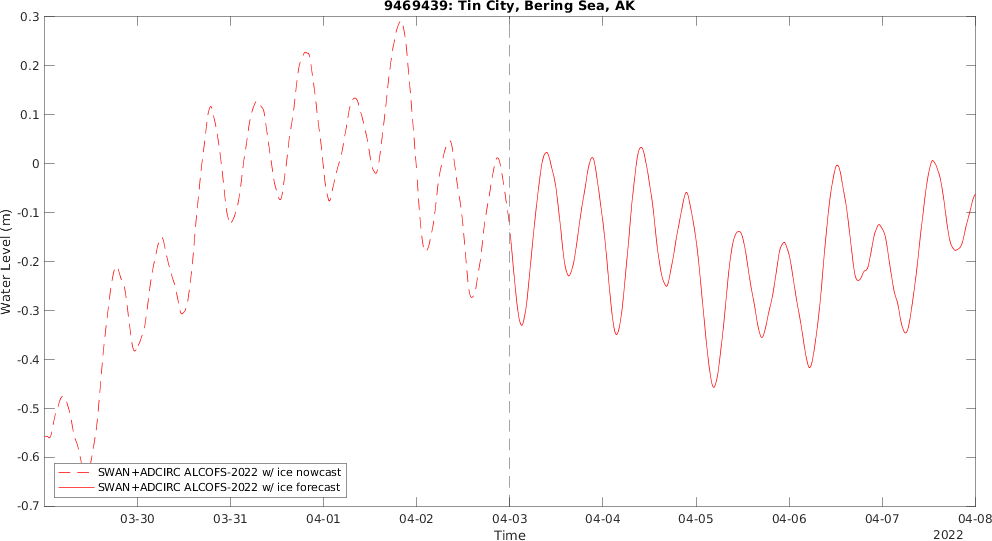 9469439: Tin City, Bering Sea, AK
0.3
0.2
0.1
0
-0.1
-0.2
-0.3
-0.4
-0.5
-0.6
-0.7
Water Level (m)
SWAN+ADCIRC ALCOFS-2022 w/ ice nowcast
SWAN+ADCIRC ALCOFS-2022 w/ ice forecast
03-30 03-31 04-01 04-02 04-03 04-04 04-05 04-06 04-07 04-08
Time
2022